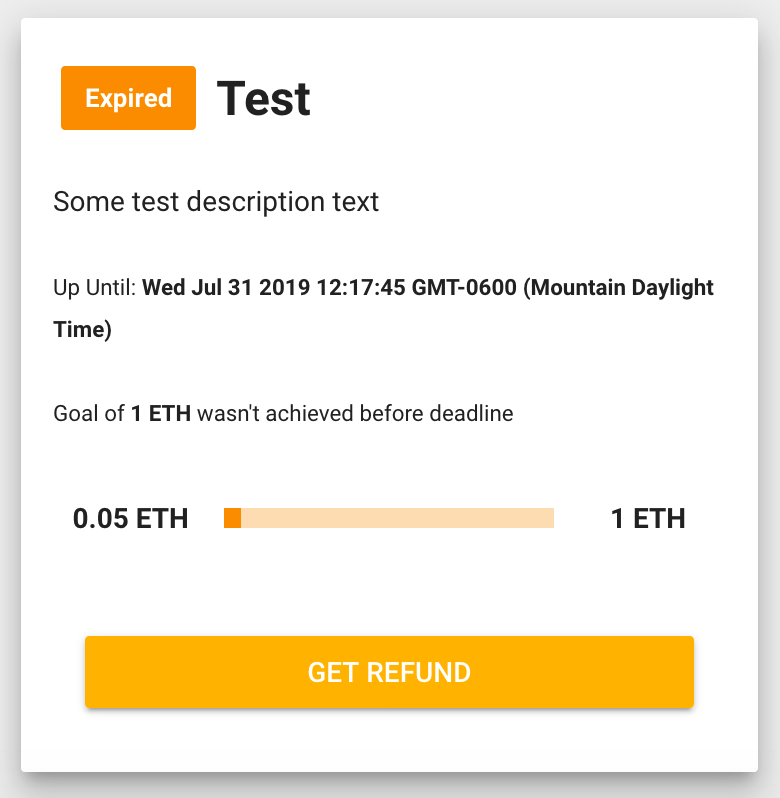 Expired Test
Some test description text
Up Until: Wed Jul 31 2019 12:17:45 GMT-0600 (Mountain Daylight
Time)
Goal of 1 ETH wasn't achieved before deadline
0.05 ETH 1 ETH
GET REFUND